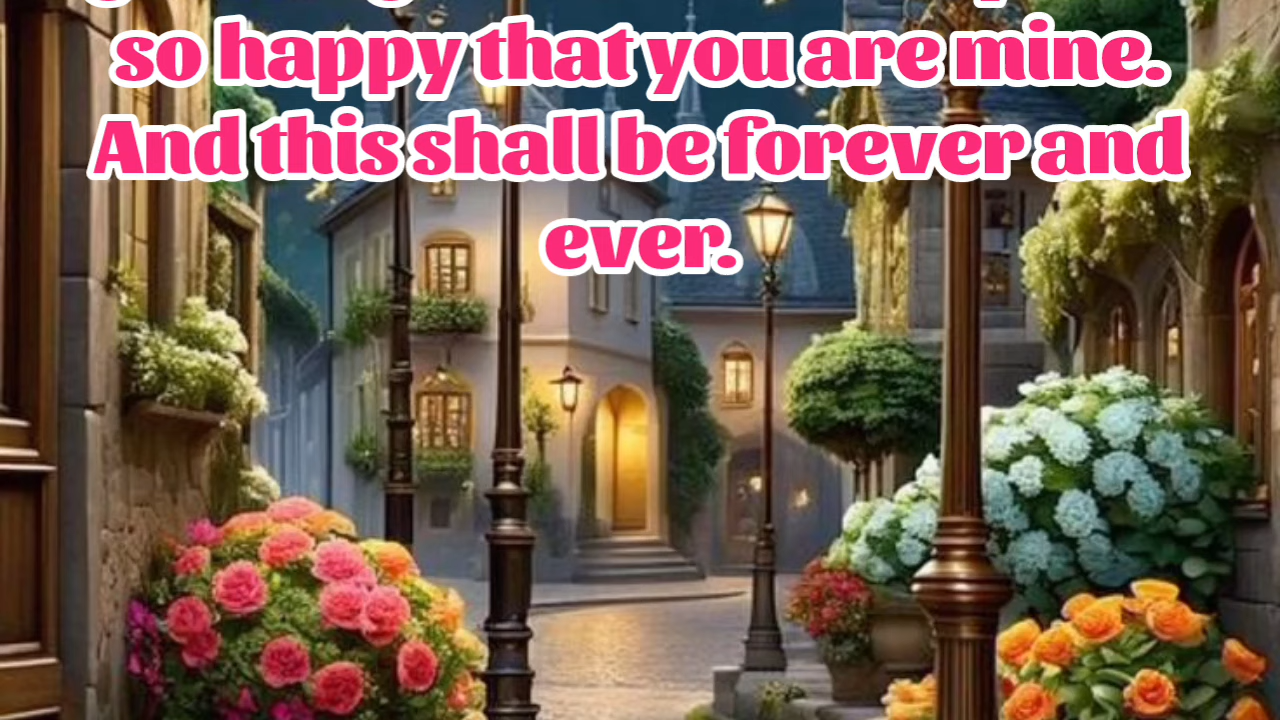 so happy that you are mine.
And this shall be forever and
ever.